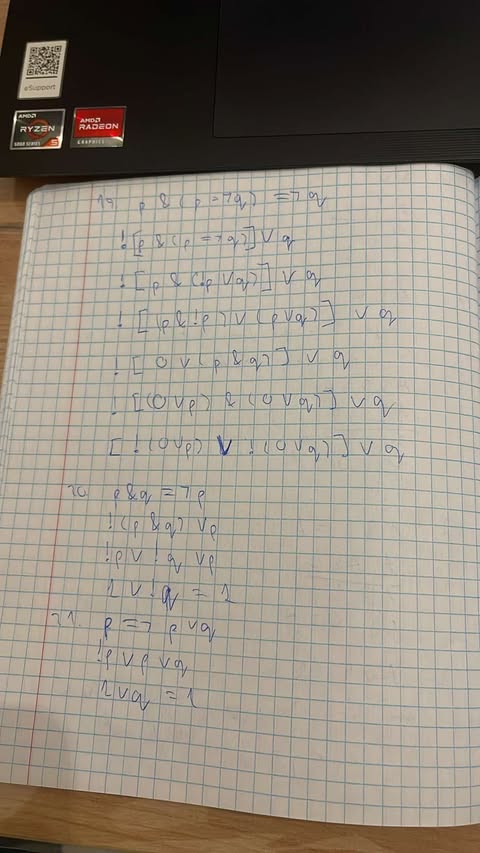 eSupport
AMD
RYZEN 9
5000 SERIES
AMD
RADEON
GRAPHICS
19. p & (p => q) => q
! [p & (p => q)] V q
! [p & (!p V q)] V q
! [(p & !p) V (p V q)] V q
! [0 V (p & q)] V q
! [(0 V p) & (0 V q)] V q
[ !(0 V p) V !(0 V q)] V q
20. p & q => p
!(p & q) V p
!p V !q V p
1 V !q = 1
21. p => p V q
!p V p V q
1 V q = 1